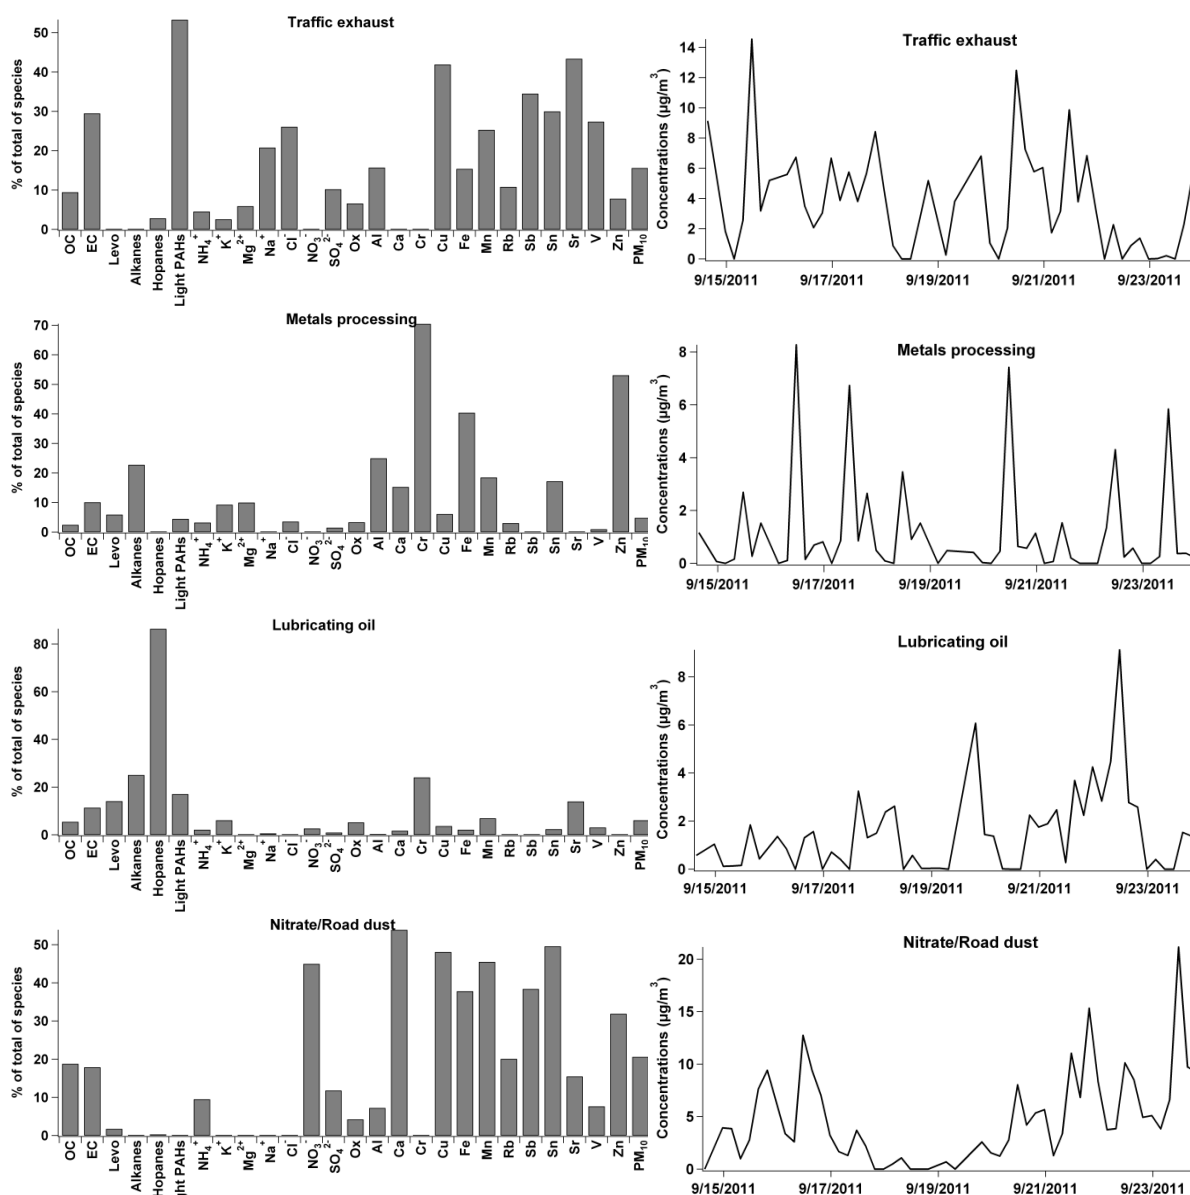 Traffic exhaust
% of total of species
50
40
30
20
10
0
OC EC Levo Alkanes Hopanes Light PAHs NH₄⁺ K⁺ Mg²⁺ Na⁺ Cl⁻ NO₃⁻ SO₄²⁻ Ox Al Ca Cr Cu Fe Mn Rb Sb Sn Sr V Zn PM₁₀
Traffic exhaust
Concentrations (µg/m³)
14
12
10
8
6
4
2
0
9/15/2011 9/17/2011 9/19/2011 9/21/2011 9/23/2011
Metals processing
% of total of species
70
60
50
40
30
20
10
0
OC EC Levo Alkanes Hopanes Light PAHs NH₄⁺ K⁺ Mg²⁺ Na⁺ Cl⁻ NO₃⁻ SO₄²⁻ Ox Al Ca Cr Cu Fe Mn Rb Sb Sn Sr V Zn PM₁₀
Metals processing
Concentrations (µg/m³)
8
6
4
2
0
9/15/2011 9/17/2011 9/19/2011 9/21/2011 9/23/2011
Lubricating oil
% of total of species
80
60
40
20
0
OC EC Levo Alkanes Hopanes Light PAHs NH₄⁺ K⁺ Mg²⁺ Na⁺ Cl⁻ NO₃⁻ SO₄²⁻ Ox Al Ca Cr Cu Fe Mn Rb Sb Sn Sr V Zn PM₁₀
Lubricating oil
Concentrations (µg/m³)
8
6
4
2
0
9/15/2011 9/17/2011 9/19/2011 9/21/2011 9/23/2011
Nitrate/Road dust
% of total of species
50
40
30
20
10
0
OC EC Levo Alkanes Hopanes Light PAHs NH₄⁺ K⁺ Mg²⁺ Na⁺ Cl⁻ NO₃⁻ SO₄²⁻ Ox Al Ca Cr Cu Fe Mn Rb Sb Sn Sr V Zn PM₁₀
Nitrate/Road dust
Concentrations (µg/m³)
20
15
10
5
0
9/15/2011 9/17/2011 9/19/2011 9/21/2011 9/23/2011